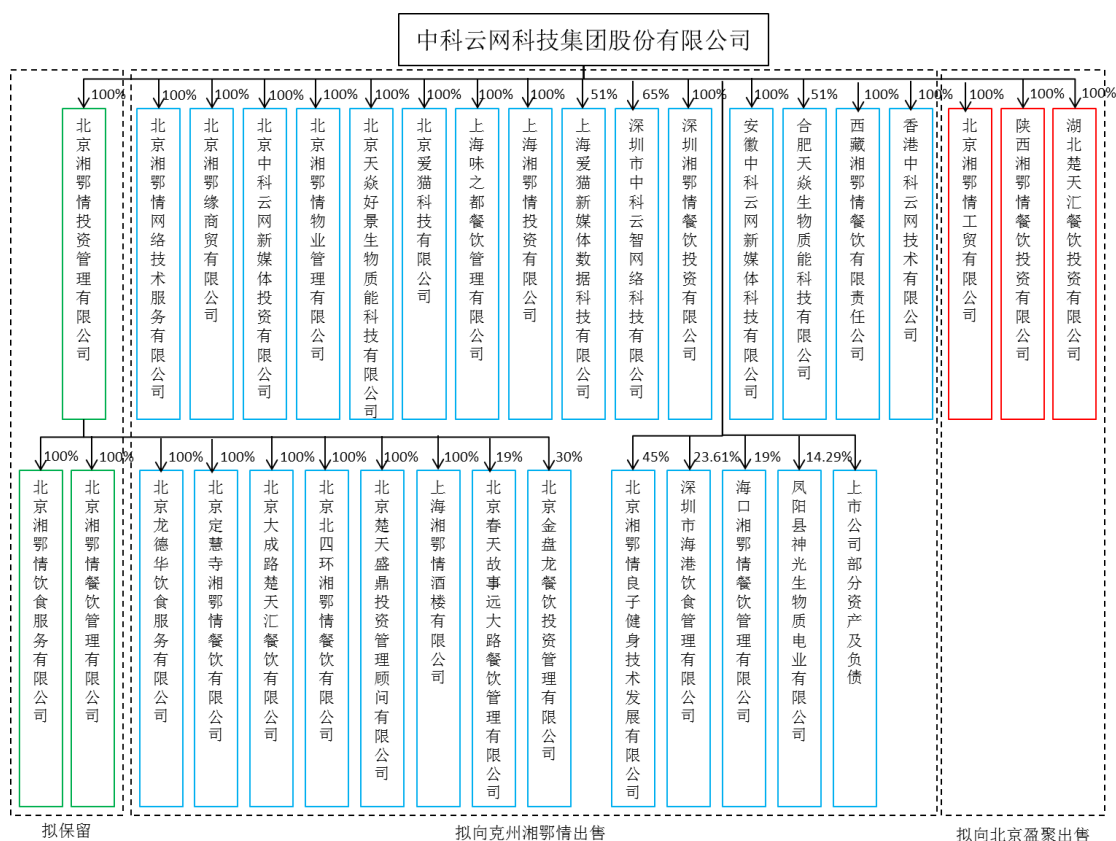 中科云网科技集团股份有限公司
100%
100%
100%
100%
100%
100%
100%
100%
100%
51%
65%
100%
100%
51%
100%
100%
100%
100%
100%
北京湘鄂情投资管理有限公司
北京湘鄂情网络技术服务有限公司
北京湘鄂缘商贸有限公司
北京中科云网新媒体投资有限公司
北京湘鄂情物业管理有限公司
北京天焱好景生物质能科技有限公司
北京爱猫科技有限公司
上海味之都餐饮管理有限公司
上海湘鄂情投资有限公司
上海爱猫新媒体数据科技有限公司
深圳市中科云智网络科技有限公司
深圳湘鄂情餐饮投资有限公司
安徽中科云网新媒体科技有限公司
合肥天焱生物质能科技有限公司
西藏湘鄂情餐饮有限责任公司
香港中科云网技术有限公司
北京湘鄂情工贸有限公司
陕西湘鄂情餐饮投资有限公司
湖北楚天汇餐饮投资有限公司
100%
100%
100%
100%
100%
100%
100%
100%
19%
30%
45%
23.61%
19%
14.29%
北京湘鄂情饮食服务有限公司
北京湘鄂情餐饮管理有限公司
北京龙德华饮食服务有限公司
北京定慧寺湘鄂情餐饮有限公司
北京大成路楚天汇餐饮有限公司
北京北四环湘鄂情餐饮有限公司
北京楚天盛鼎投资管理顾问有限公司
上海湘鄂情酒楼有限公司
北京春天故事远大路餐饮管理有限公司
北京金盘龙餐饮投资管理有限公司
北京湘鄂情良子健身技术发展有限公司
深圳市海港饮食管理有限公司
海口湘鄂情餐饮管理有限公司
凤阳县神光生物质电业有限公司
上市公司部分资产及负债
拟保留
拟向克州湘鄂情出售
拟向北京盈聚出售